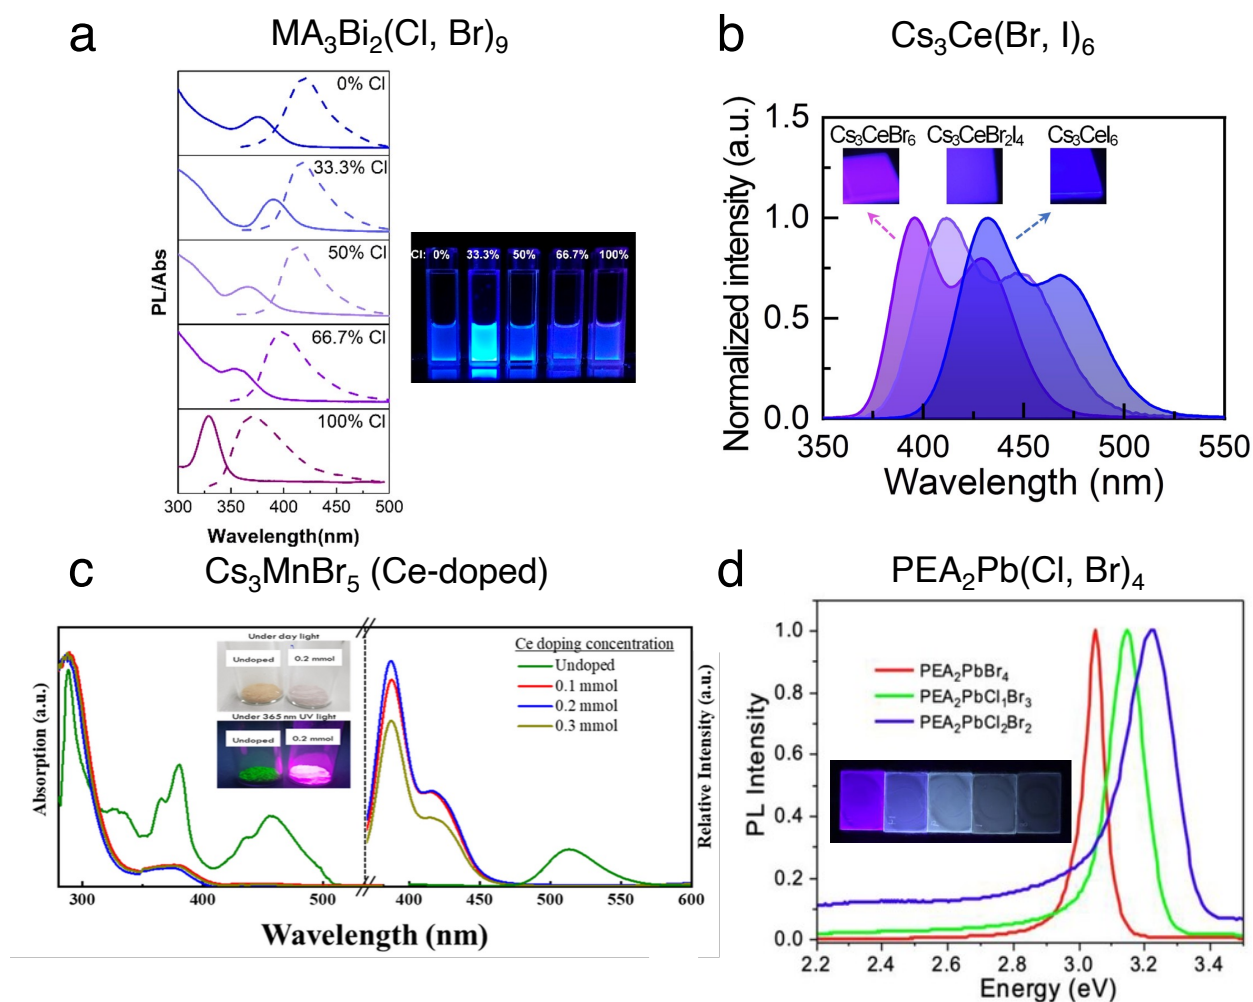 a
MA₃Bi₂(Cl, Br)₉
0% Cl
33.3% Cl
50% Cl
66.7% Cl
100% Cl
PL/Abs
300 350 400 450 500
Wavelength(nm)
Cl: 0% 33.3% 50% 66.7% 100%
b
Cs₃Ce(Br, I)₆
Normalized intensity (a.u.)
1.5
1.0
0.5
0.0
Cs₃CeBr₆ Cs₃CeBr₂I₄ Cs₃CeI₆
350 400 450 500 550
Wavelength (nm)
c
Cs₃MnBr₅ (Ce-doped)
Absorption (a.u.)
Under day light
Undoped 0.2 mmol
Under 365 nm UV light
Undoped 0.2 mmol
Ce doping concentration
Undoped
0.1 mmol
0.2 mmol
0.3 mmol
Relative Intensity (a.u.)
300 400 500 400 450 500 550 600
Wavelength (nm)
d
PEA₂Pb(Cl, Br)₄
PL Intensity
1.0
0.8
0.6
0.4
0.2
0.0
PEA₂PbBr₄
PEA₂PbCl₁Br₃
PEA₂PbCl₂Br₂
2.2 2.4 2.6 2.8 3.0 3.2 3.4
Energy (eV)